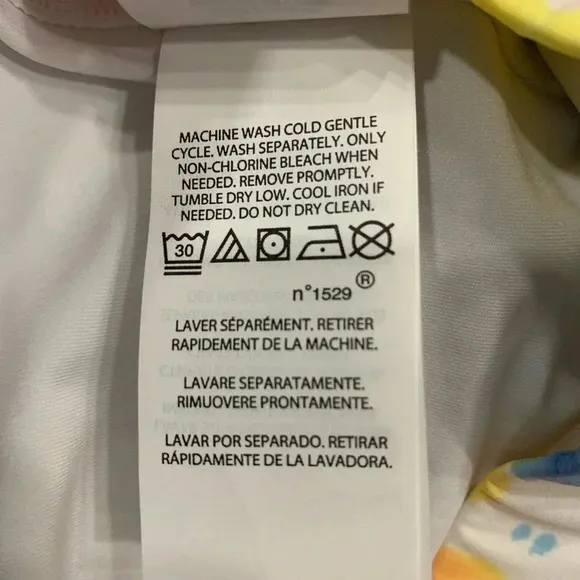 MACHINE WASH COLD GENTLE
CYCLE. WASH SEPARATELY. ONLY
NON-CHLORINE BLEACH WHEN
NEEDED. REMOVE PROMPTLY.
TUMBLE DRY LOW. COOL IRON IF
NEEDED. DO NOT DRY CLEAN.
30
n°1529 ®
LAVER SÉPARÉMENT. RETIRER
RAPIDEMENT DE LA MACHINE.
LAVARE SEPARATAMENTE.
RIMUOVERE PRONTAMENTE.
LAVAR POR SEPARADO. RETIRAR
RÁPIDAMENTE DE LA LAVADORA.